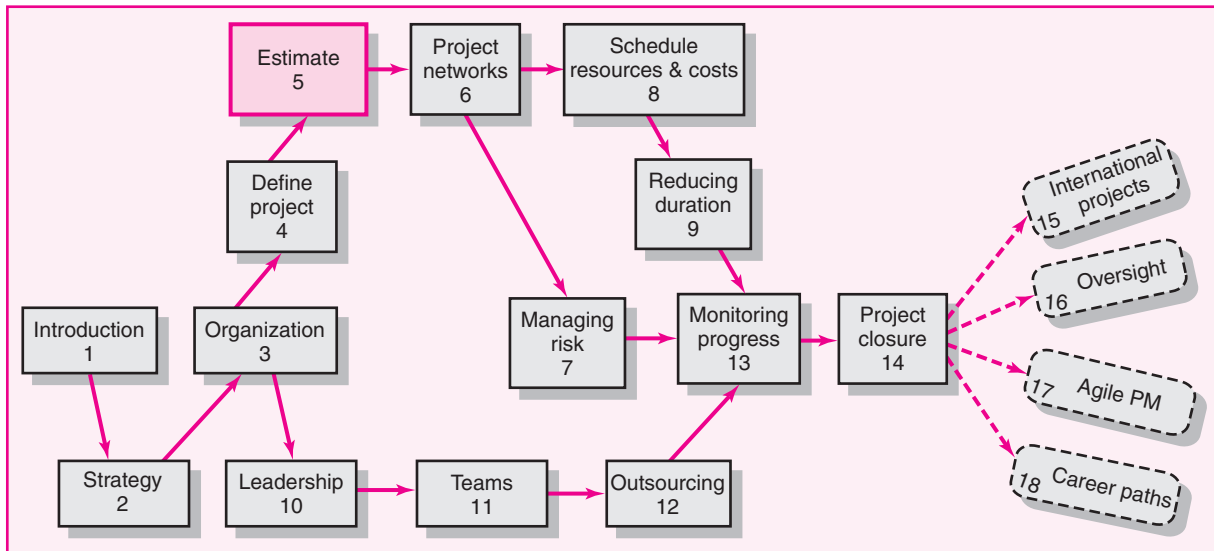 Estimate
5
Project
networks
6
Schedule
resources & costs
8
Define
project
4
Reducing
duration
9
International
projects
15
Oversight
16
Introduction
1
Organization
3
Managing
risk
7
Monitoring
progress
13
Project
closure
14
Agile PM
17
Strategy
2
Leadership
10
Teams
11
Outsourcing
12
Career paths
18